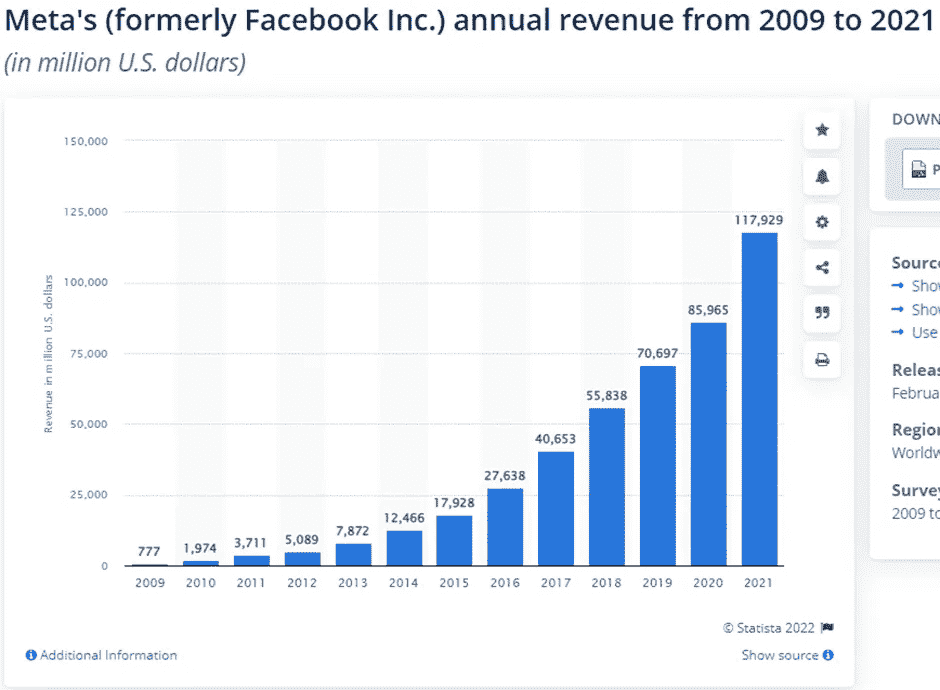 Meta's (formerly Facebook Inc.) annual revenue from 2009 to 2021
(in million U.S. dollars)
150,000
125,000
100,000
75,000
50,000
25,000
0
Revenue in million U.S. dollars
777
1,974
3,711
5,089
7,872
12,466
17,928
27,638
40,653
55,838
70,697
85,965
117,929
2009 2010 2011 2012 2013 2014 2015 2016 2017 2018 2019 2020 2021
© Statista 2022
Additional Information
Show source
DOWN
P
Source
Show
Show
Use
Releas
Februa
Region
Worldw
Survey
2009 to